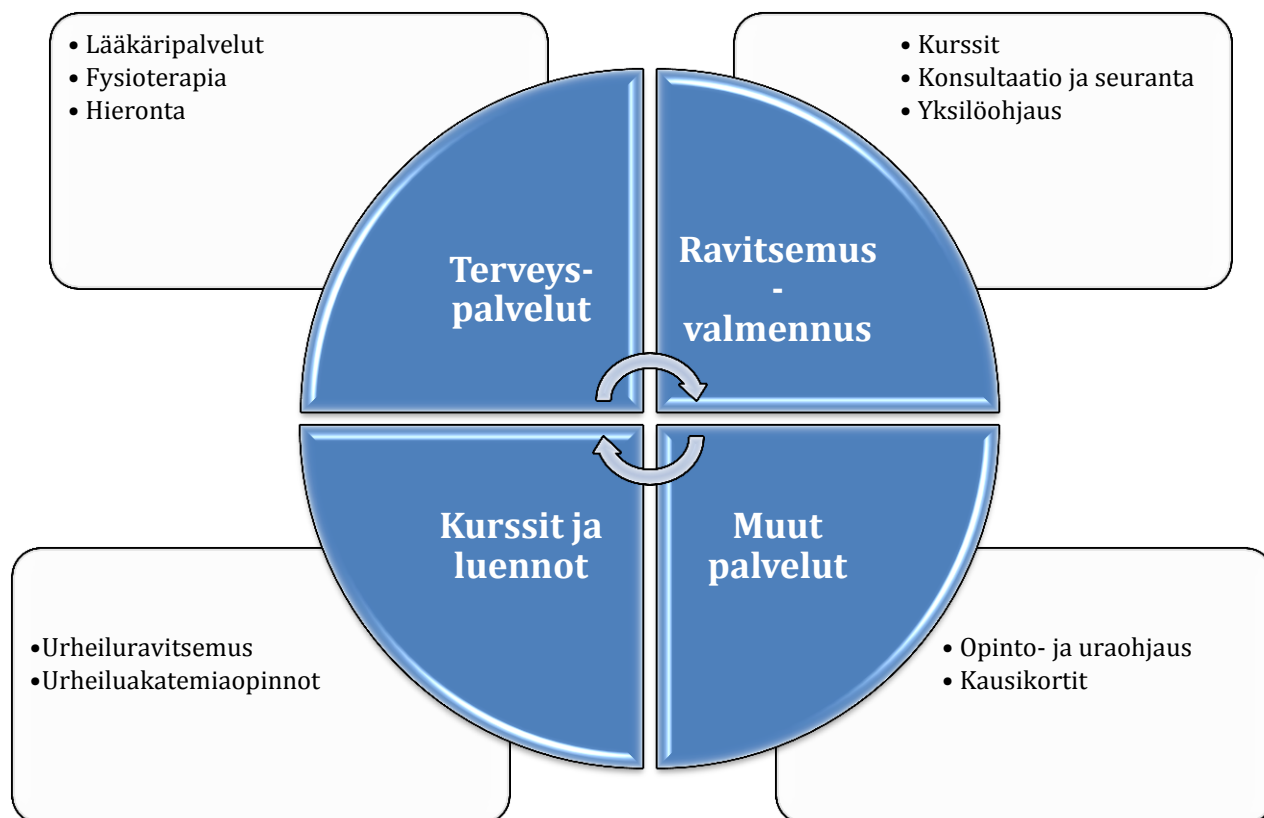 • Lääkäripalvelut
• Fysioterapia
• Hieronta
• Kurssit
• Konsultaatio ja seuranta
• Yksilöohjaus
Terveys-
palvelut
Ravitsemus
-
valmennus
Kurssit ja
luennot
Muut
palvelut
•Urheiluravitsemus
•Urheiluakatemiaopinnot
• Opinto- ja uraohjaus
• Kausikortit